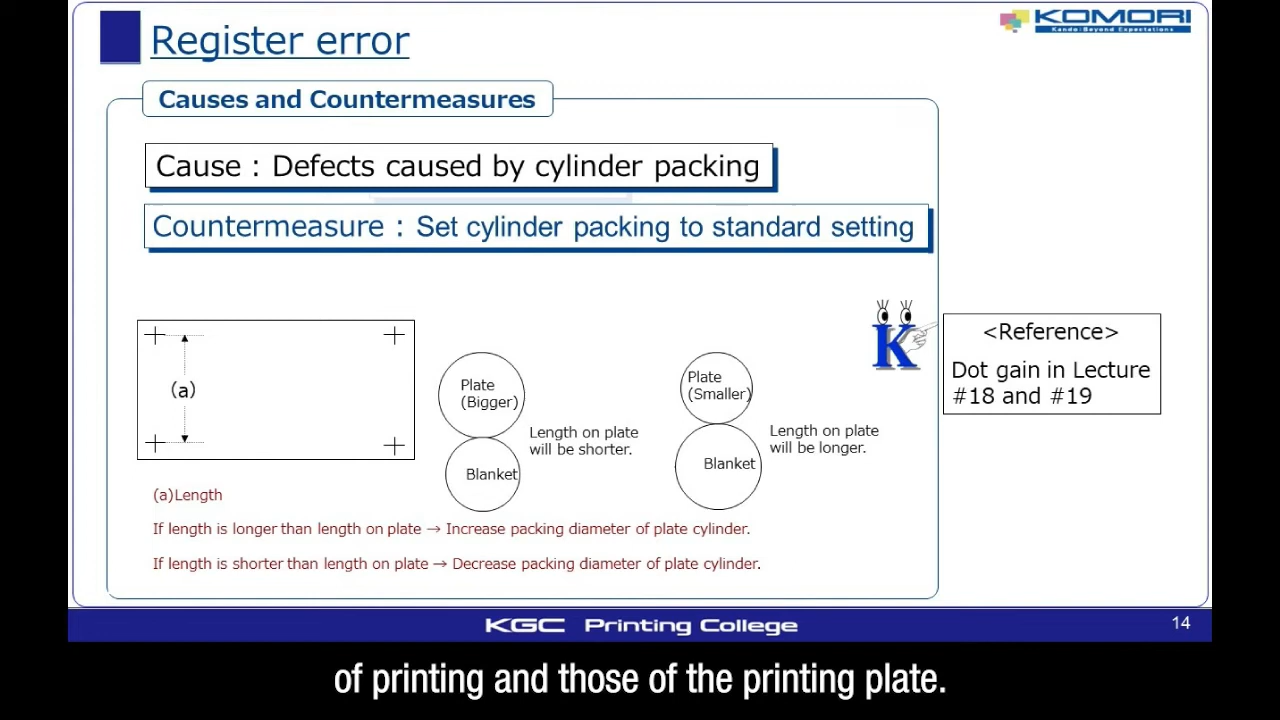 Register error
KOMORI
Kando: Beyond Expectations
Causes and Countermeasures
Cause : Defects caused by cylinder packing
Countermeasure : Set cylinder packing to standard setting
(a)
Plate
(Bigger)
Blanket
Length on plate
will be shorter.
Plate
(Smaller)
Blanket
Length on plate
will be longer.
K
<Reference>
Dot gain in Lecture
#18 and #19
(a)Length
If length is longer than length on plate → Increase packing diameter of plate cylinder.
If length is shorter than length on plate → Decrease packing diameter of plate cylinder.
KGC Printing College
14
of printing and those of the printing plate.